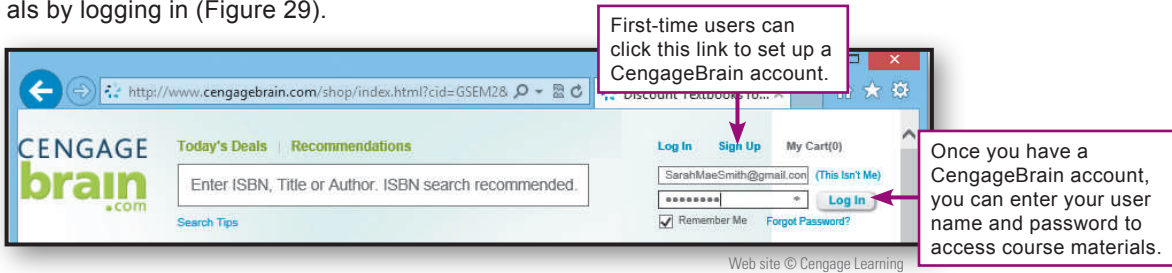 als by logging in (Figure 29).
First-time users can
click this link to set up a
CengageBrain account.
http://www.cengagebrain.com/shop/index.html?cid=GSEM28
Discount Textbooks fo...
CENGAGE
brain
.com
Today's Deals | Recommendations
Enter ISBN, Title or Author. ISBN search recommended.
Search Tips
Log In Sign Up My Cart(0)
SarahMaeSmith@gmail.con (This Isn't Me)
Log In
Remember Me Forgot Password?
Once you have a
CengageBrain account,
you can enter your user
name and password to
access course materials.
Web site © Cengage Learning